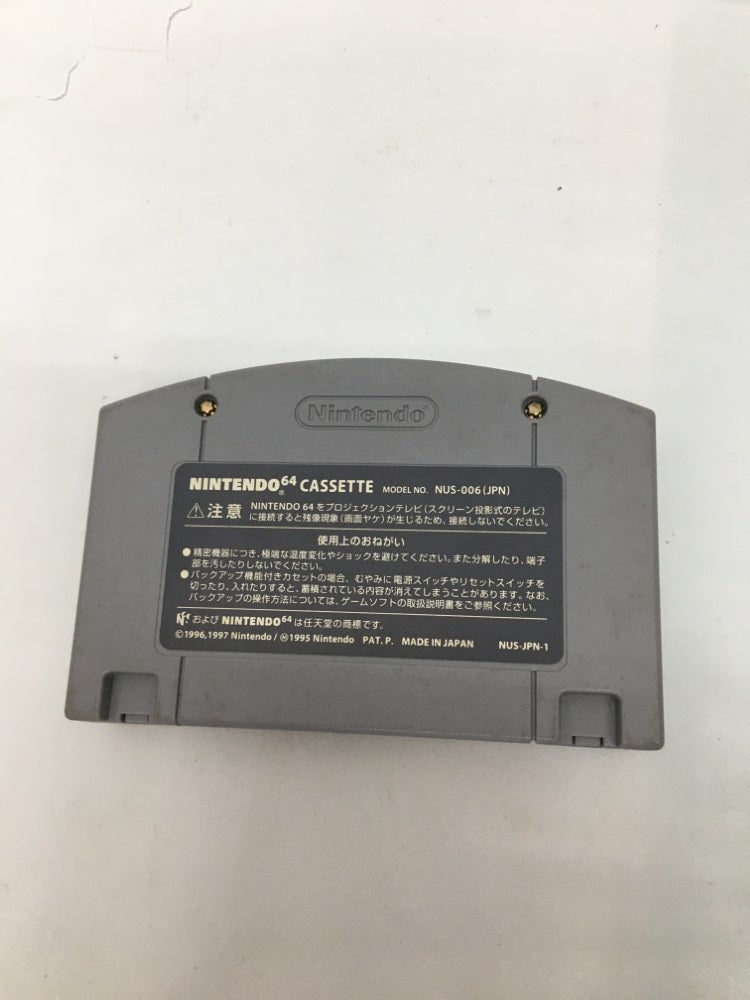 Nintendo
NINTENDO64 CASSETTE MODEL NO. NUS-006(JPN)
⚠注意 NINTENDO 64 をプロジェクションテレビ(スクリーン投影式のテレビ)
に接続すると残像現象(画面ヤケ)が生じるため、接続しないでください。
使用上のおねがい
●精密機器につき、極端な温度変化やショックを避けてください。また分解したり、端子
部を汚したりしないでください。
●バックアップ機能付きカセットの場合、むやみに電源スイッチやリセットスイッチを
切ったり、入れたりすると、蓄積されている内容が消えてしまうことがあります。なお、
バックアップの操作方法については、ゲームソフトの取扱説明書をご参照ください。
および NINTENDO64 は任天堂の商標です。
©1996,1997 Nintendo / Ⓜ1995 Nintendo PAT. P. MADE IN JAPAN NUS-JPN-1